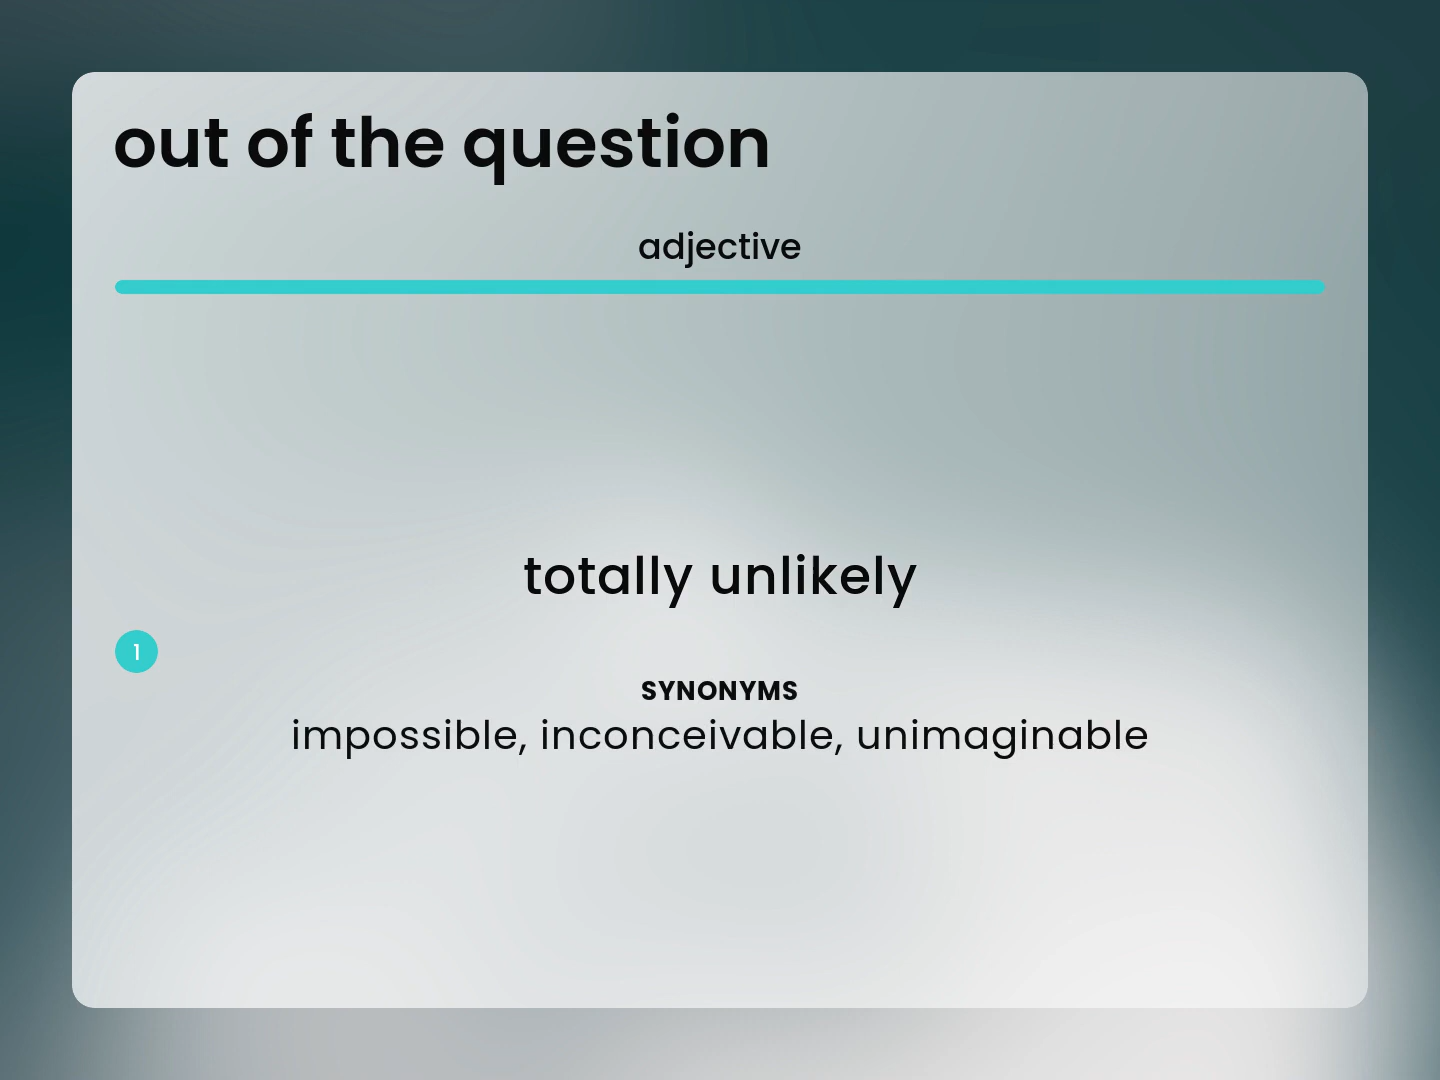 out of the question
adjective
totally unlikely
1
SYNONYMS
impossible, inconceivable, unimaginable